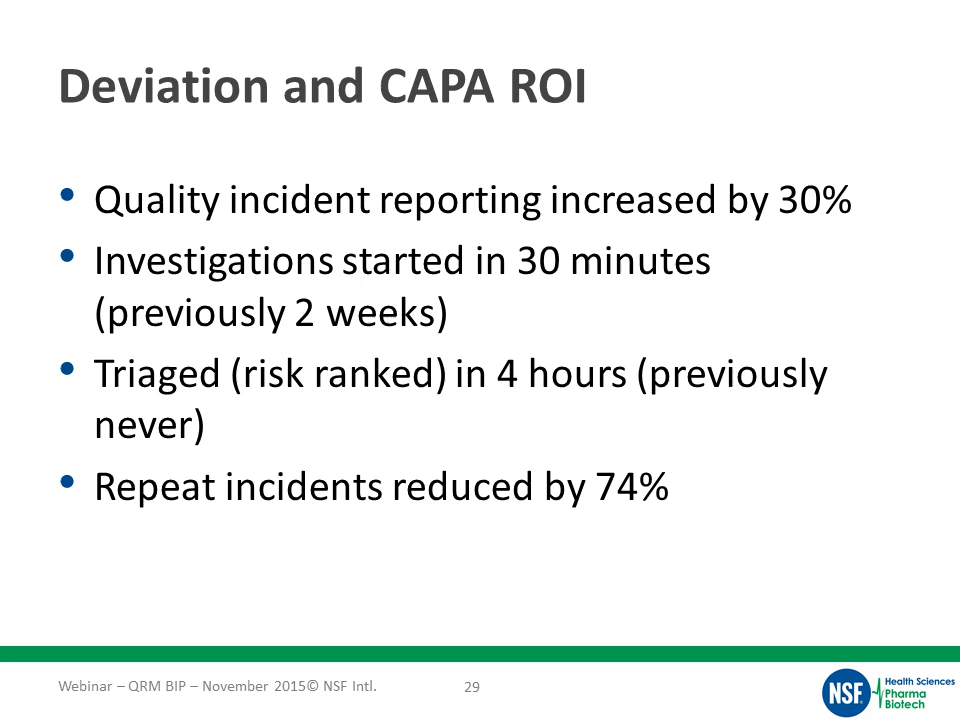 Deviation and CAPA ROI
• Quality incident reporting increased by 30%
• Investigations started in 30 minutes
(previously 2 weeks)
• Triaged (risk ranked) in 4 hours (previously
never)
• Repeat incidents reduced by 74%
Webinar – QRM BIP – November 2015© NSF Intl.
29
NSF
Health Sciences
Pharma
Biotech